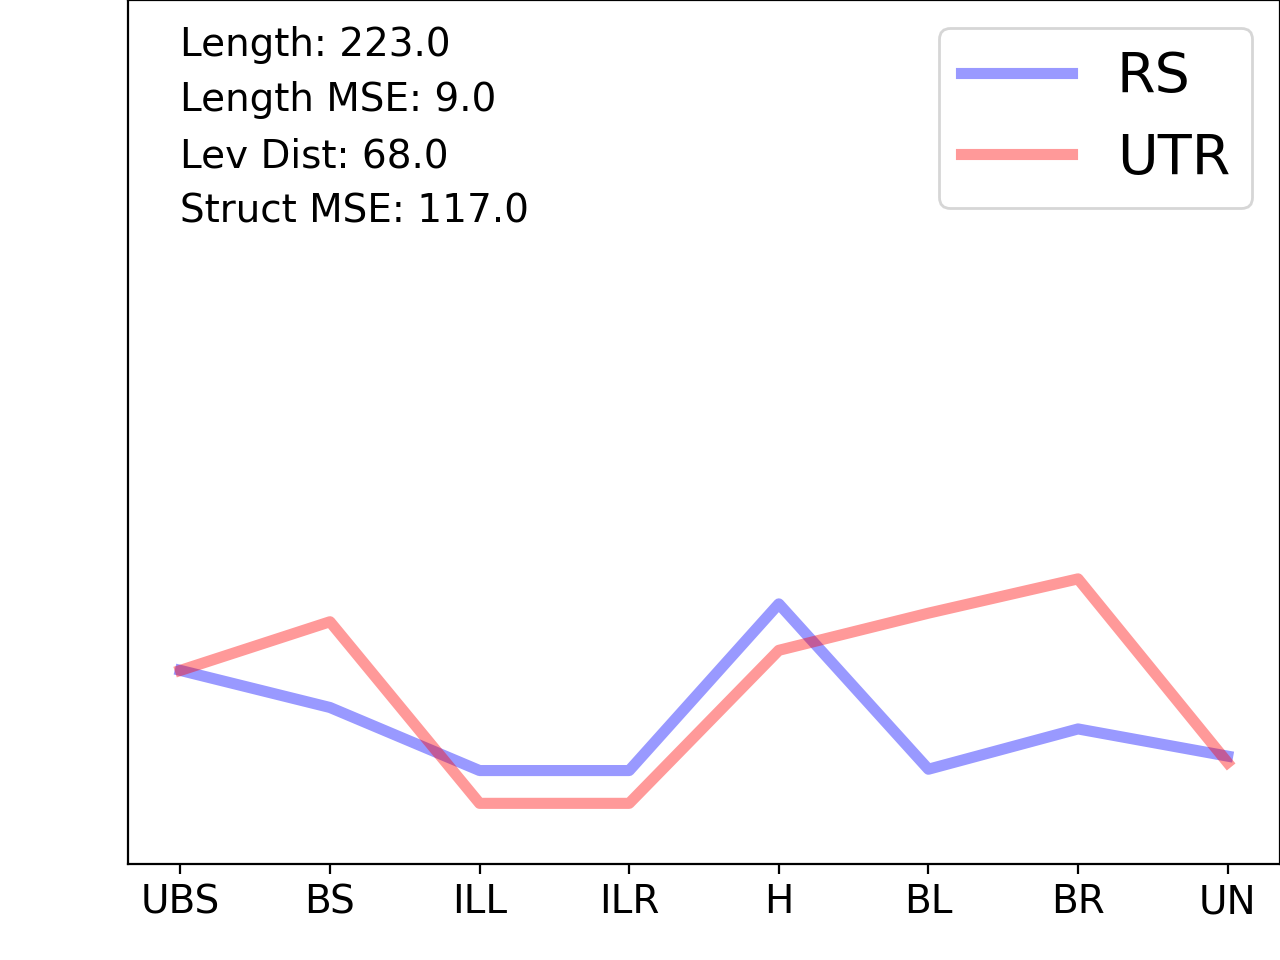 Length: 223.0
Length MSE: 9.0
Lev Dist: 68.0
Struct MSE: 117.0
RS
UTR
UBS BS ILL ILR H BL BR UN